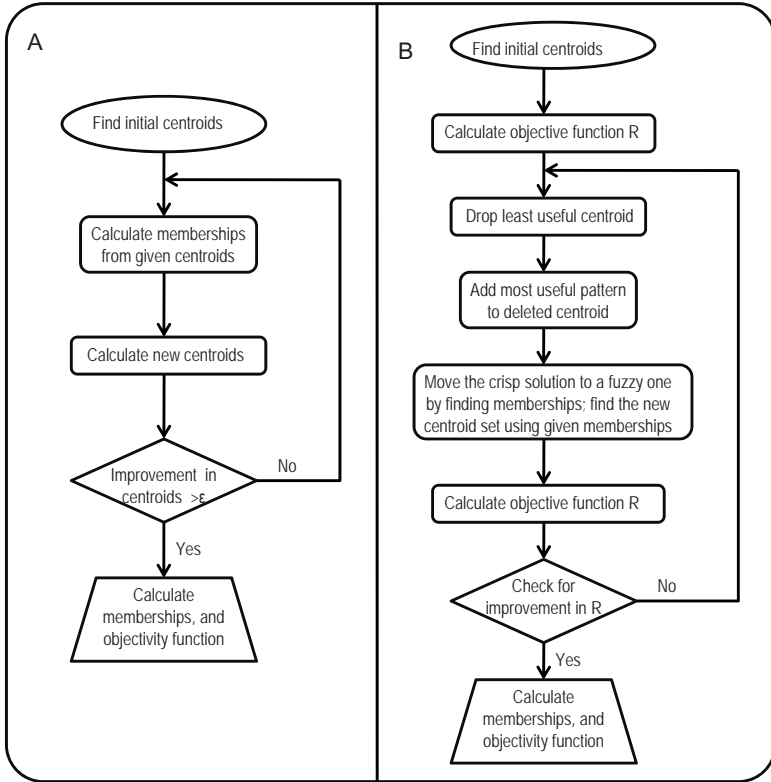 A
Find initial centroids
Calculate memberships
from given centroids
Calculate new centroids
Improvement in
centroids >ε
No
Yes
Calculate
memberships, and
objectivity function
B
Find initial centroids
Calculate objective function R
Drop least useful centroid
Add most useful pattern
to deleted centroid
Move the crisp solution to a fuzzy one
by finding memberships; find the new
centroid set using given memberships
Calculate objective function R
Check for
improvement in R
No
Yes
Calculate
memberships, and
objectivity function